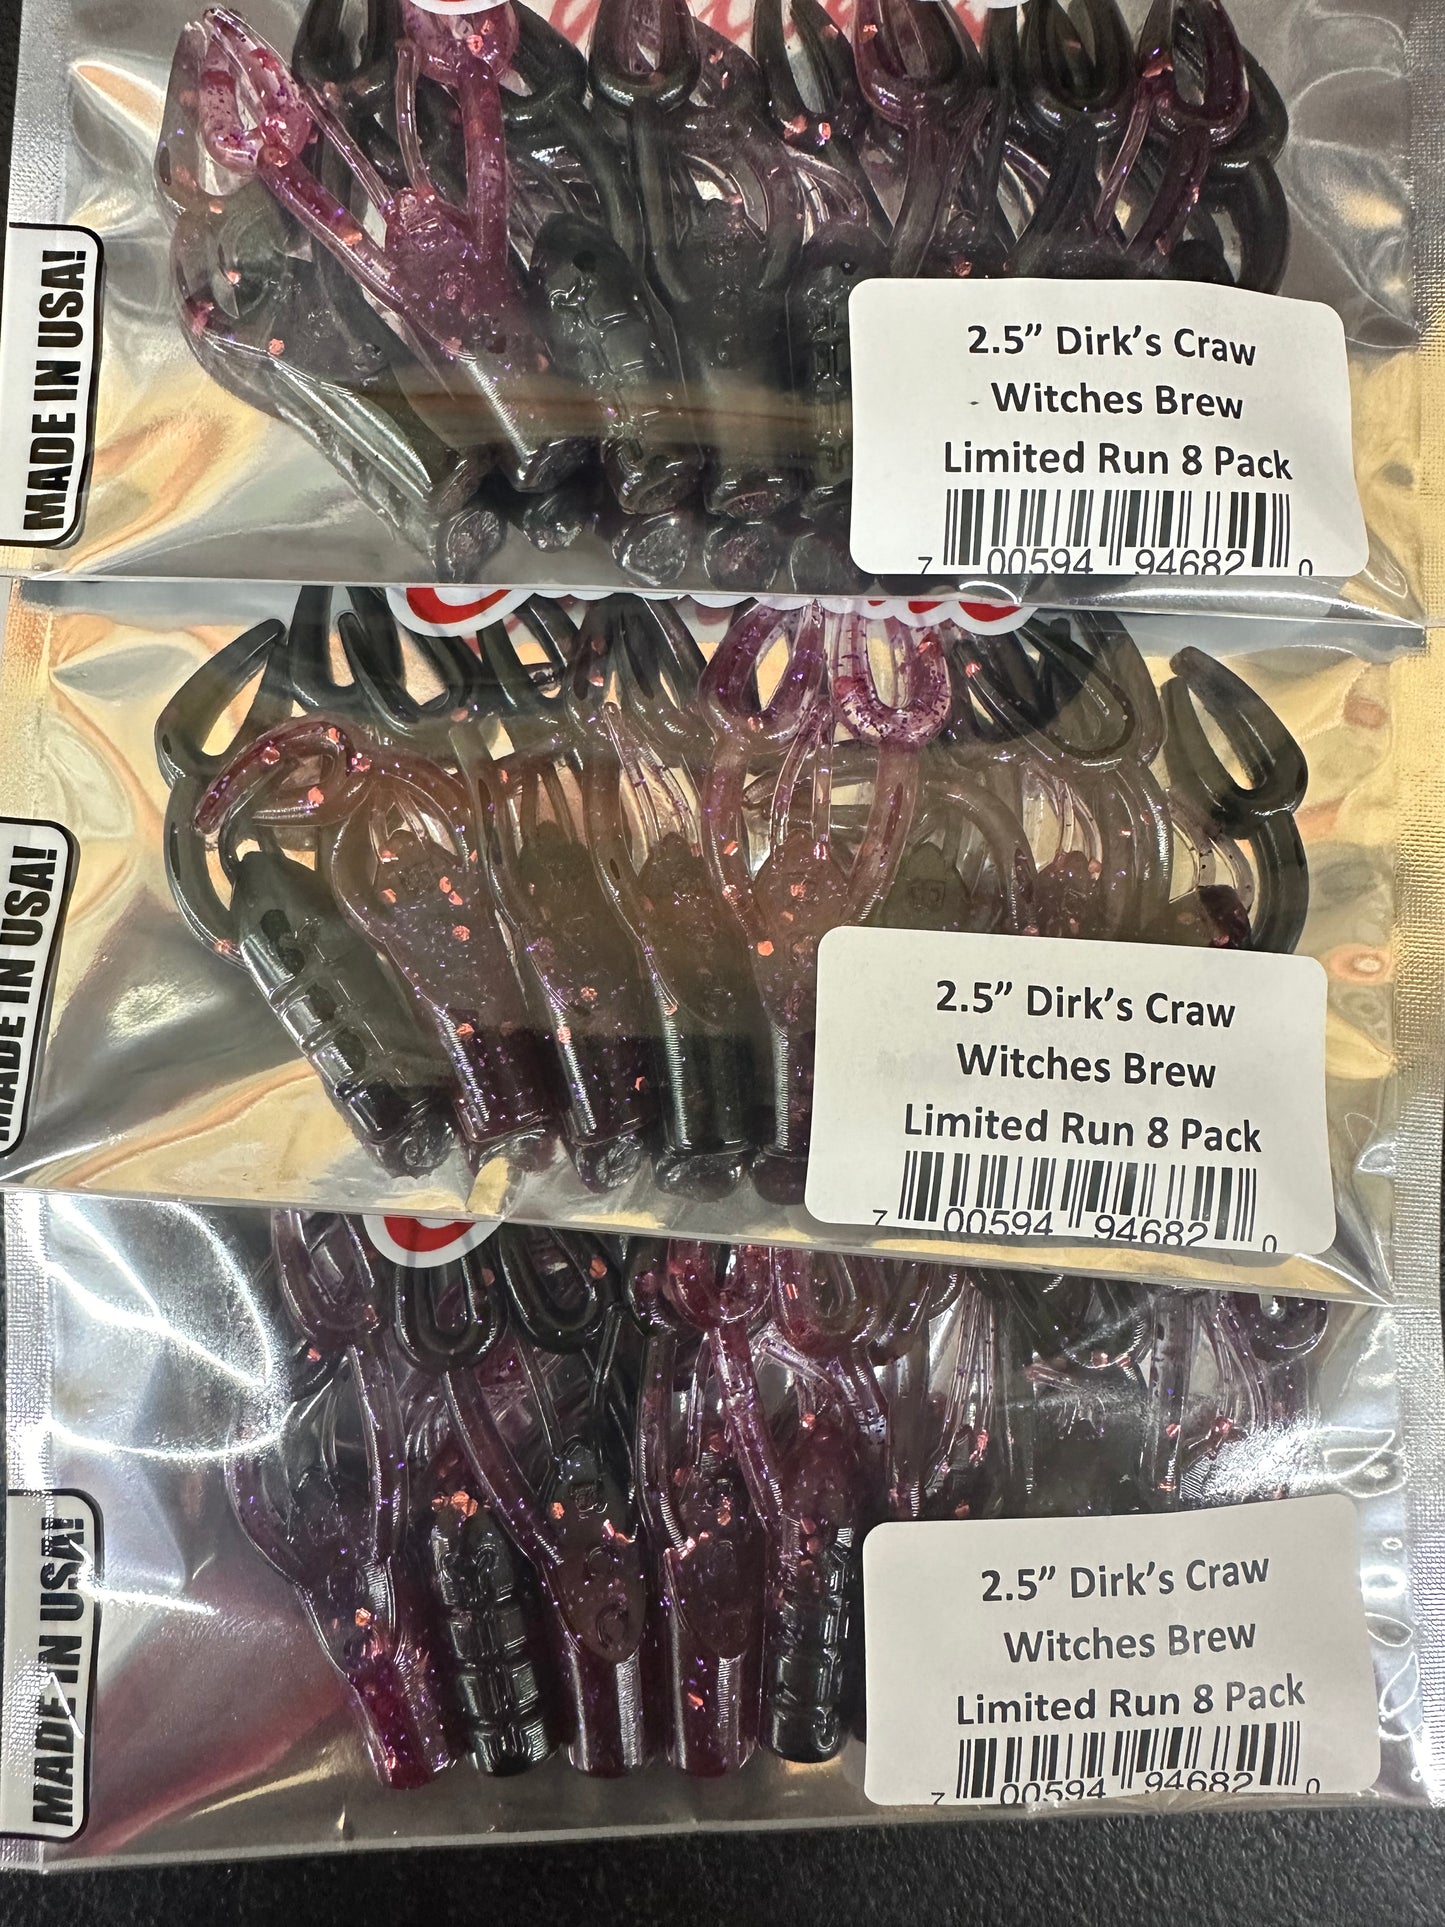 MADE IN USA!
2.5” Dirk’s Craw
Witches Brew
Limited Run 8 Pack
7 00594 94682 0
MADE IN USA!
2.5” Dirk’s Craw
Witches Brew
Limited Run 8 Pack
7 00594 94682 0
MADE IN USA!
2.5” Dirk’s Craw
Witches Brew
Limited Run 8 Pack
7 00594 94682 0